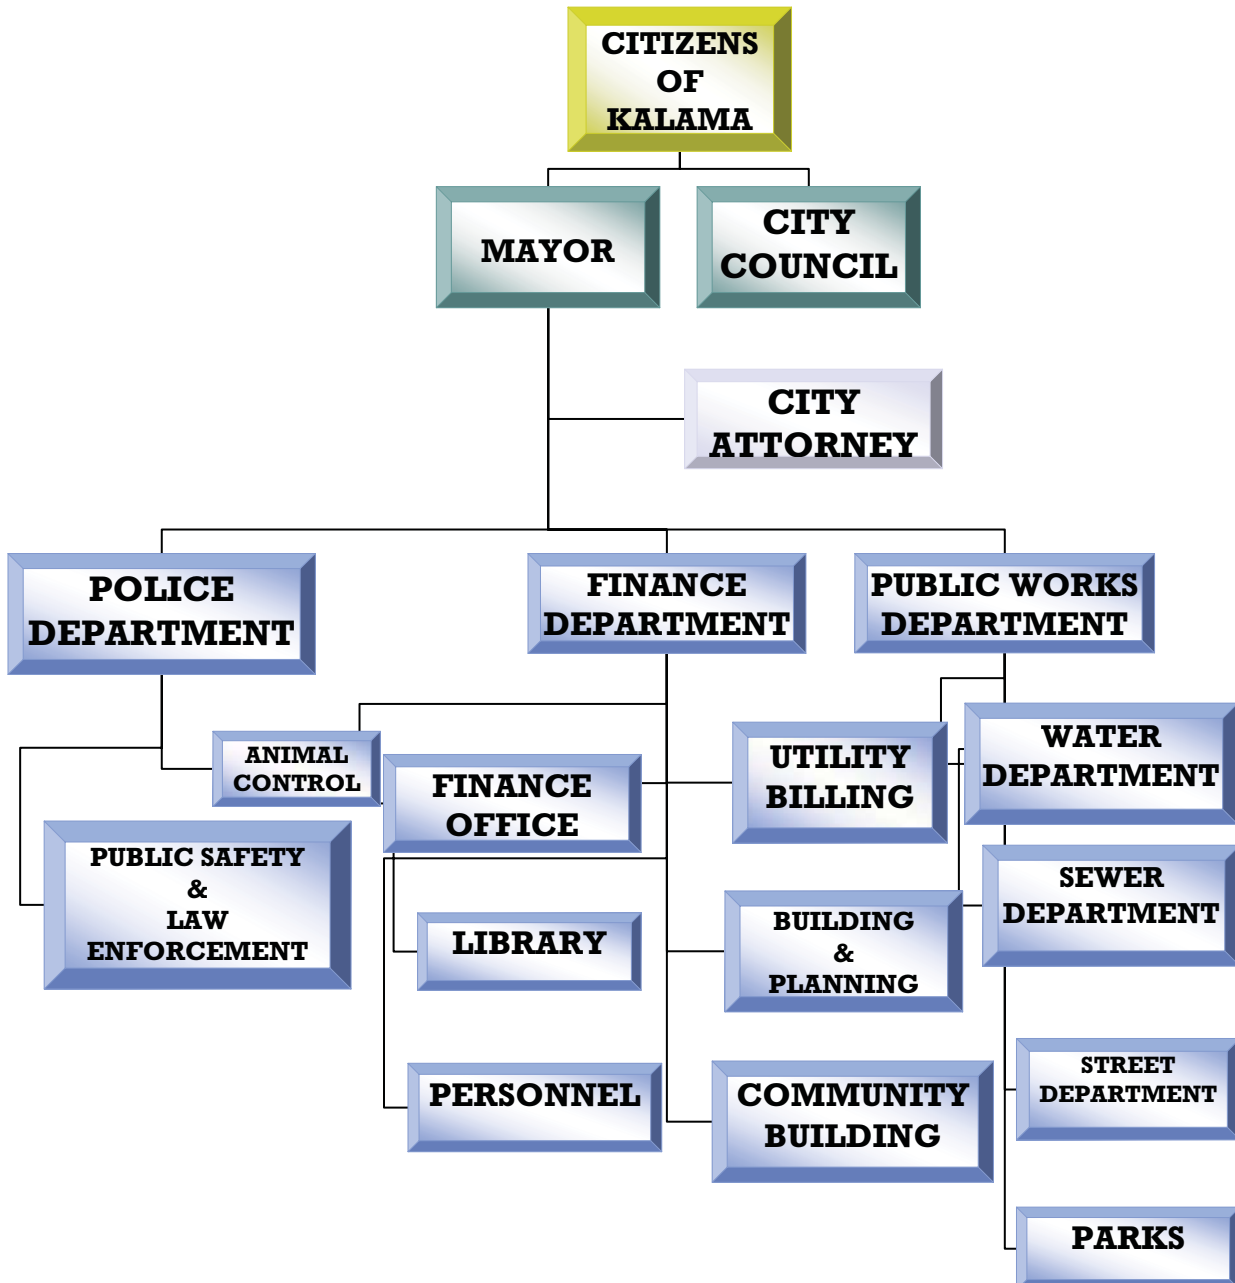 CITIZENS
OF
KALAMA
MAYOR
CITY
COUNCIL
CITY
ATTORNEY
POLICE
DEPARTMENT
FINANCE
DEPARTMENT
PUBLIC WORKS
DEPARTMENT
ANIMAL
CONTROL
FINANCE
OFFICE
UTILITY
BILLING
WATER
DEPARTMENT
PUBLIC SAFETY
&
LAW
ENFORCEMENT
LIBRARY
BUILDING
&
PLANNING
SEWER
DEPARTMENT
PERSONNEL
COMMUNITY
BUILDING
STREET
DEPARTMENT
PARKS